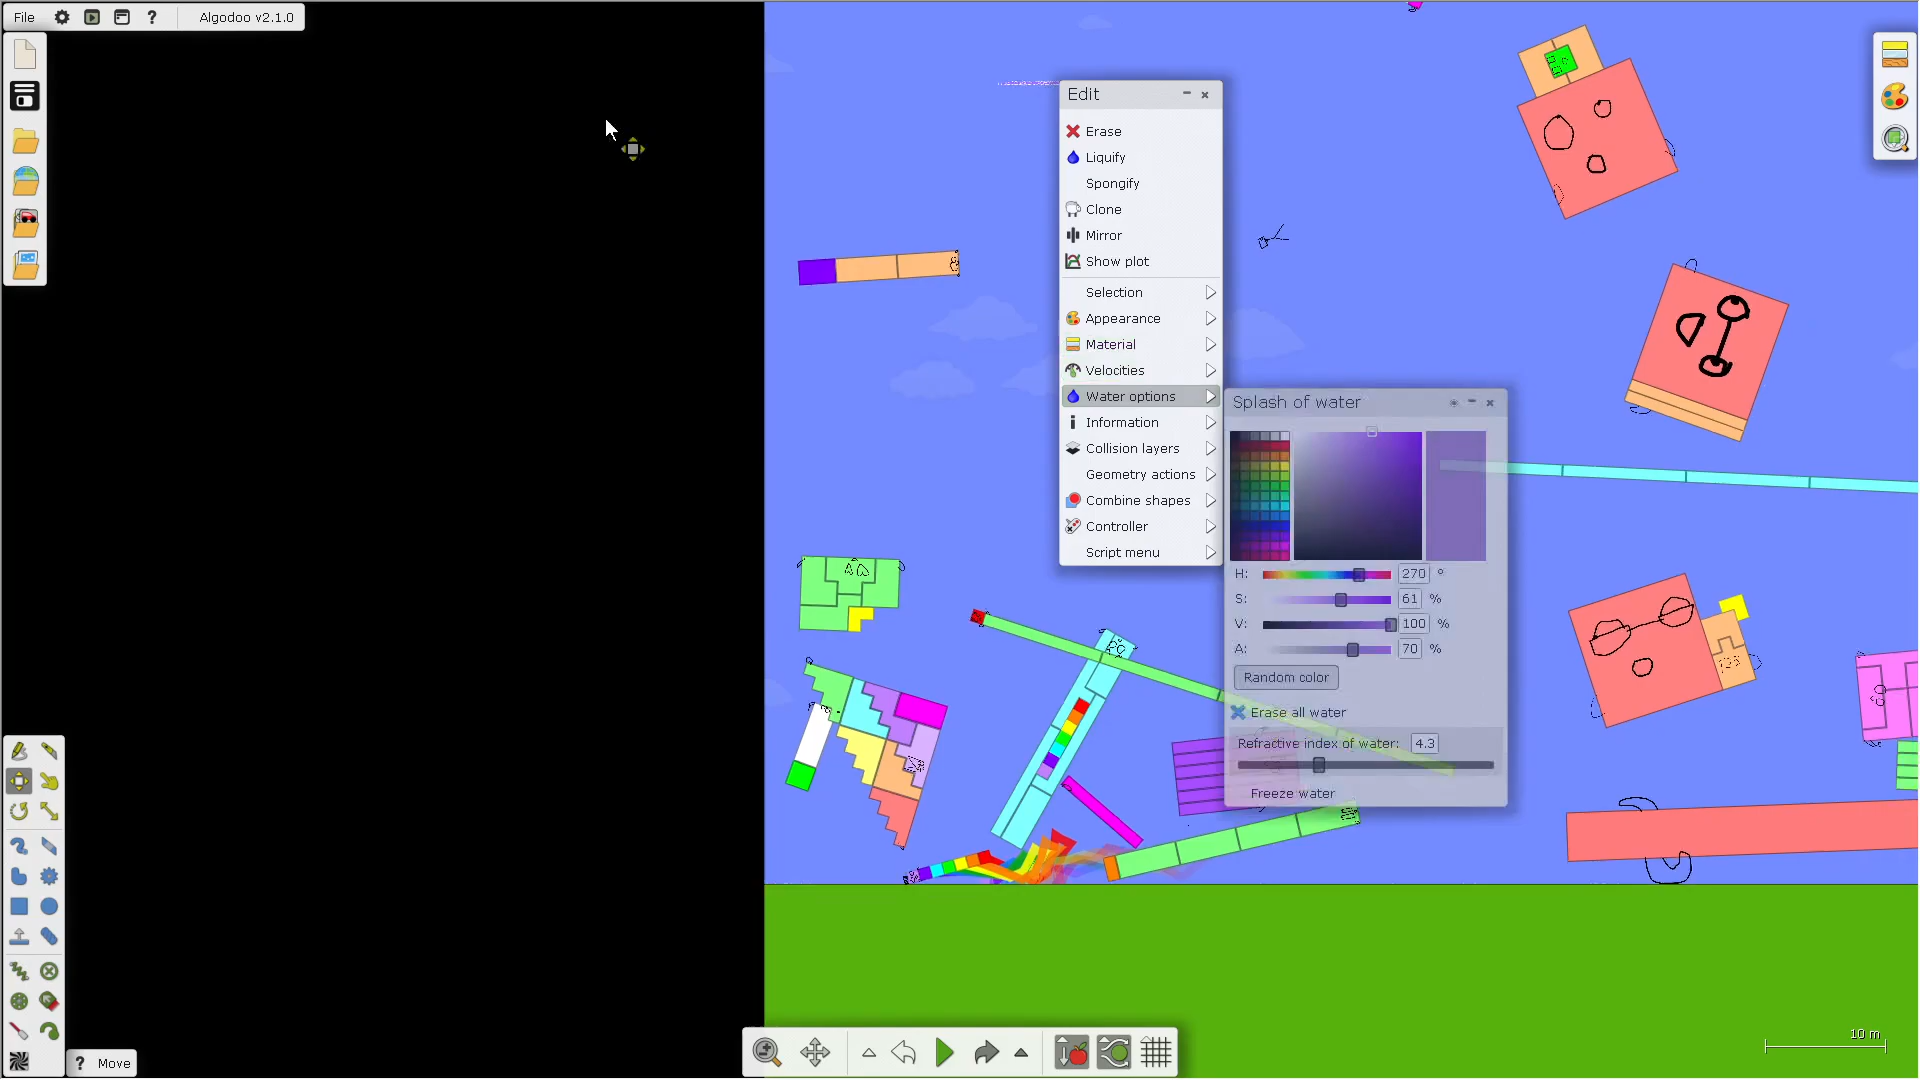 File ? Algodoo v2.1.0
Edit
Erase
Liquify
Spongify
Clone
Mirror
Show plot
Selection
Appearance
Material
Velocities
Water options
Information
Collision layers
Geometry actions
Combine shapes
Controller
Script menu
Splash of water
H: 270 °
S: 61 %
V: 100 %
A: 70 %
Random color
Erase all water
Refractive index of water: 4.3
Freeze water
? Move
10 m